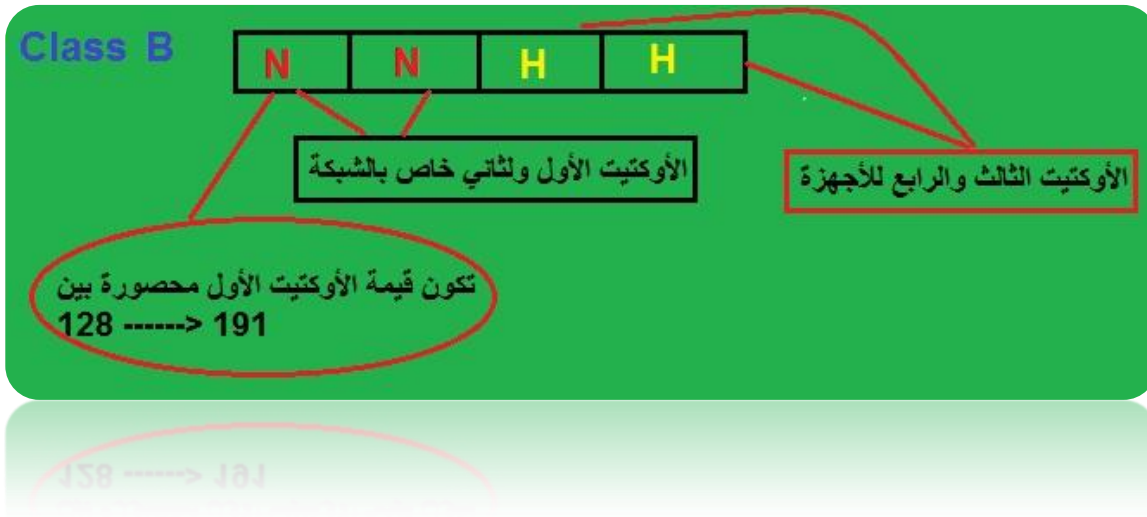 Class B
N N H H
الأوكتيت الأول ولثاني خاص بالشبكة
الأوكتيت الثالث والرابع للأجهزة
تكون قيمة الأوكتيت الأول محصورة بين
128 ------> 191